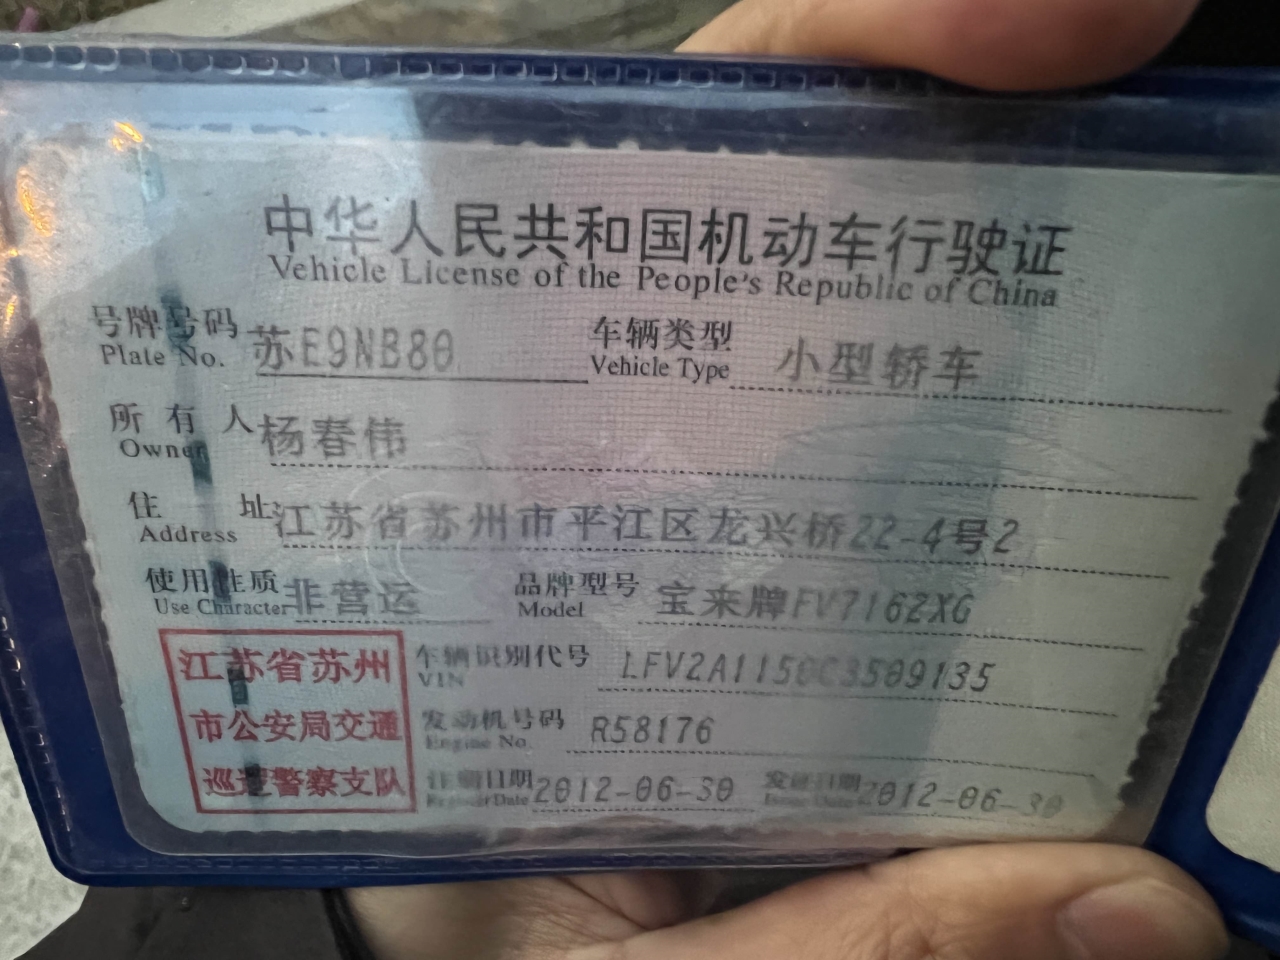 中华人民共和国机动车行驶证
Vehicle License of the People's Republic of China
号牌号码 苏E9NB80 车辆类型 小型轿车
Plate No. Vehicle Type
所有人 杨春伟
Owner
住址 江苏省苏州市平江区龙兴桥22-4号2
Address
使用性质 非营运 品牌型号 宝来牌FV7162XG
Use Character Model
江苏省苏州 车辆识别代号 LFV2A1150C3509135
VIN
市公安局交通 发动机号码 R58176
Engine No.
巡逻警察支队 注册日期 2012-06-30 发证日期 2012-06-30
Register Date Issue Date